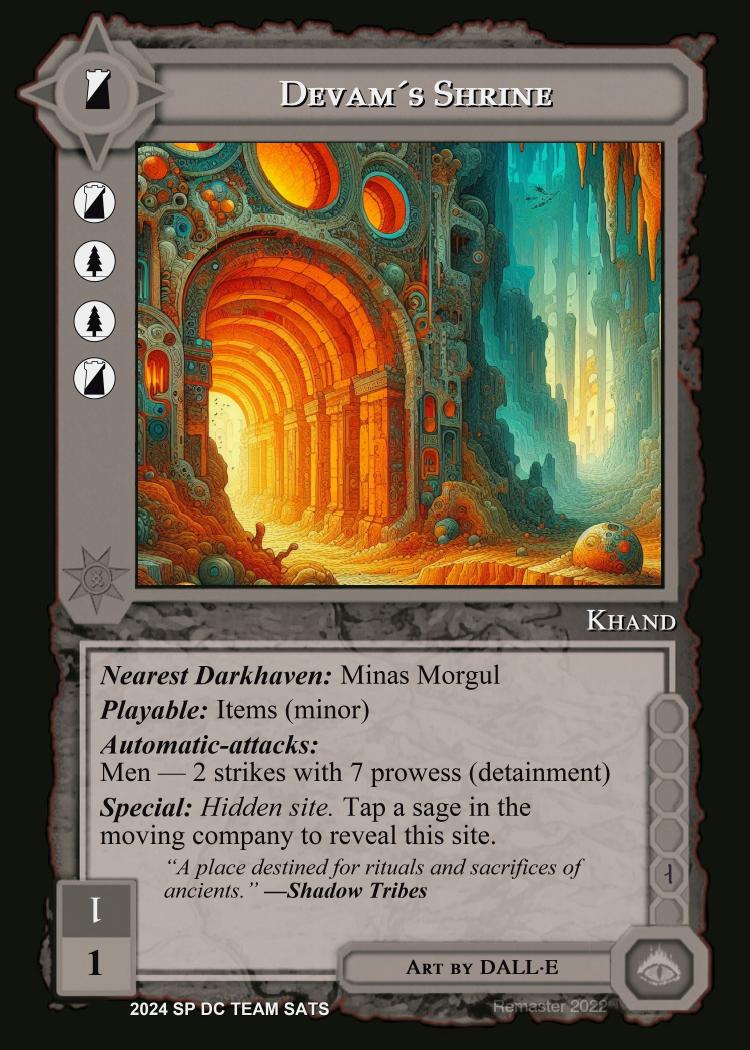 Devam´s Shrine
Khand
Nearest Darkhaven: Minas Morgul
Playable: Items (minor)
Automatic-attacks:
Men — 2 strikes with 7 prowess (detainment)
Special: Hidden site. Tap a sage in the
moving company to reveal this site.
“A place destined for rituals and sacrifices of
ancients.” —Shadow Tribes
1
1
Art by DALL·E
2024 SP DC TEAM SATS
Remaster 2022